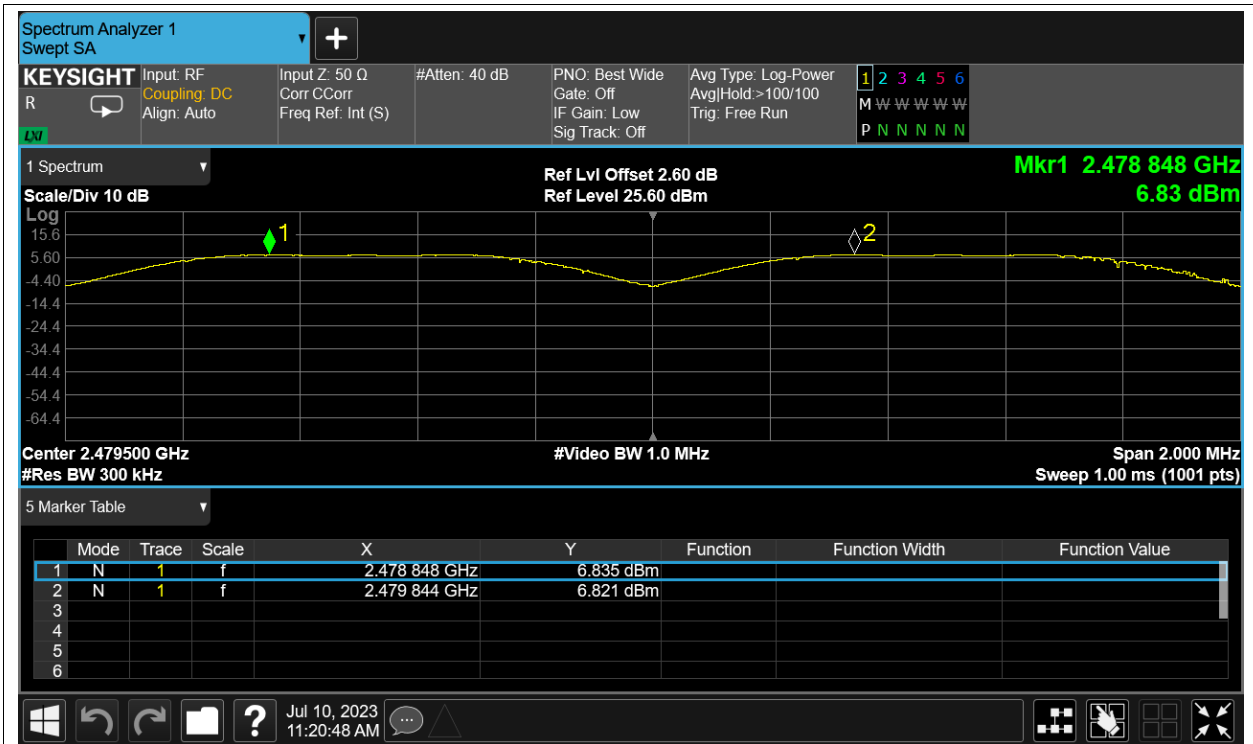 Spectrum Analyzer 1
Swept SA
KEYSIGHT Input: RF Input Z: 50 Ω #Atten: 40 dB PNO: Best Wide Avg Type: Log-Power 1 2 3 4 5 6
R Coupling: DC Corr CCorr Gate: Off Avg|Hold:>100/100 M W W W W W
Align: Auto Freq Ref: Int (S) IF Gain: Low Trig: Free Run
LXI Sig Track: Off P N N N N N
1 Spectrum Ref Lvl Offset 2.60 dB Mkr1 2.478 848 GHz
Scale/Div 10 dB Ref Level 25.60 dBm 6.83 dBm
Log
15.6 1 2
5.60
-4.40
-14.4
-24.4
-34.4
-44.4
-54.4
-64.4
Center 2.479500 GHz #Video BW 1.0 MHz Span 2.000 MHz
#Res BW 300 kHz Sweep 1.00 ms (1001 pts)
5 Marker Table
Mode Trace Scale X Y Function Function Width Function Value
1 N 1 f 2.478 848 GHz 6.835 dBm
2 N 1 f 2.479 844 GHz 6.821 dBm
3
4
5
6
? Jul 10, 2023
11:20:48 AM